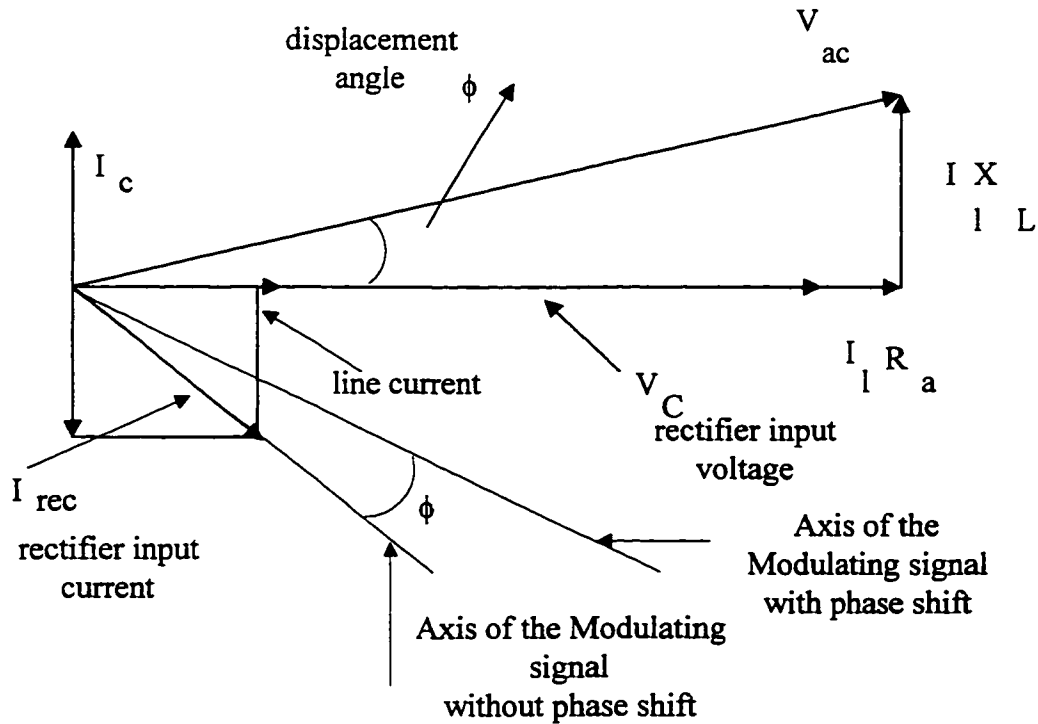 displacement
angle
ϕ
V ac
I c
I l X L
line current
I l R a
V C
rectifier input
voltage
I rec
rectifier input
current
ϕ
Axis of the
Modulating signal
with phase shift
Axis of the Modulating
signal
without phase shift